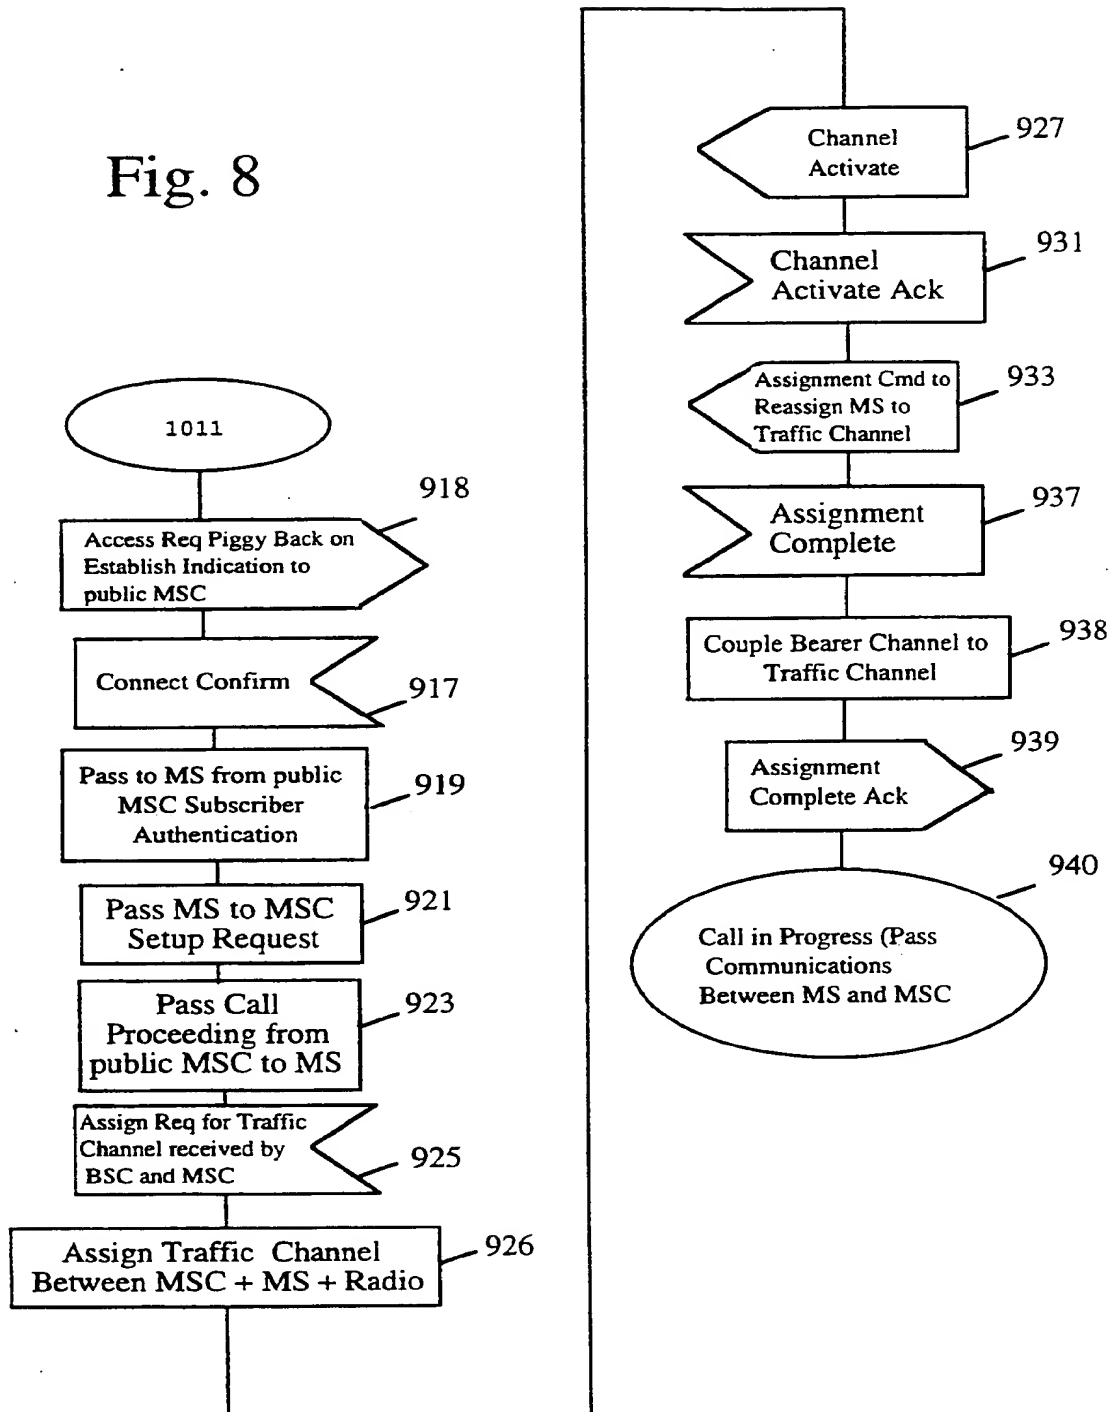 Fig. 8
1011
918
Access Req Piggy Back on
Establish Indication to
public MSC
Connect Confirm
917
Pass to MS from public
MSC Subscriber
Authentication
919
Pass MS to MSC
Setup Request
921
Pass Call
Proceeding from
public MSC to MS
923
Assign Req for Traffic
Channel received by
BSC and MSC
925
Assign Traffic Channel
Between MSC + MS + Radio
926
Channel
Activate
927
Channel
Activate Ack
931
Assignment Cmd to
Reassign MS to
Traffic Channel
933
Assignment
Complete
937
Couple Bearer Channel to
Traffic Channel
938
Assignment
Complete Ack
939
940
Call in Progress (Pass
Communications
Between MS and MSC